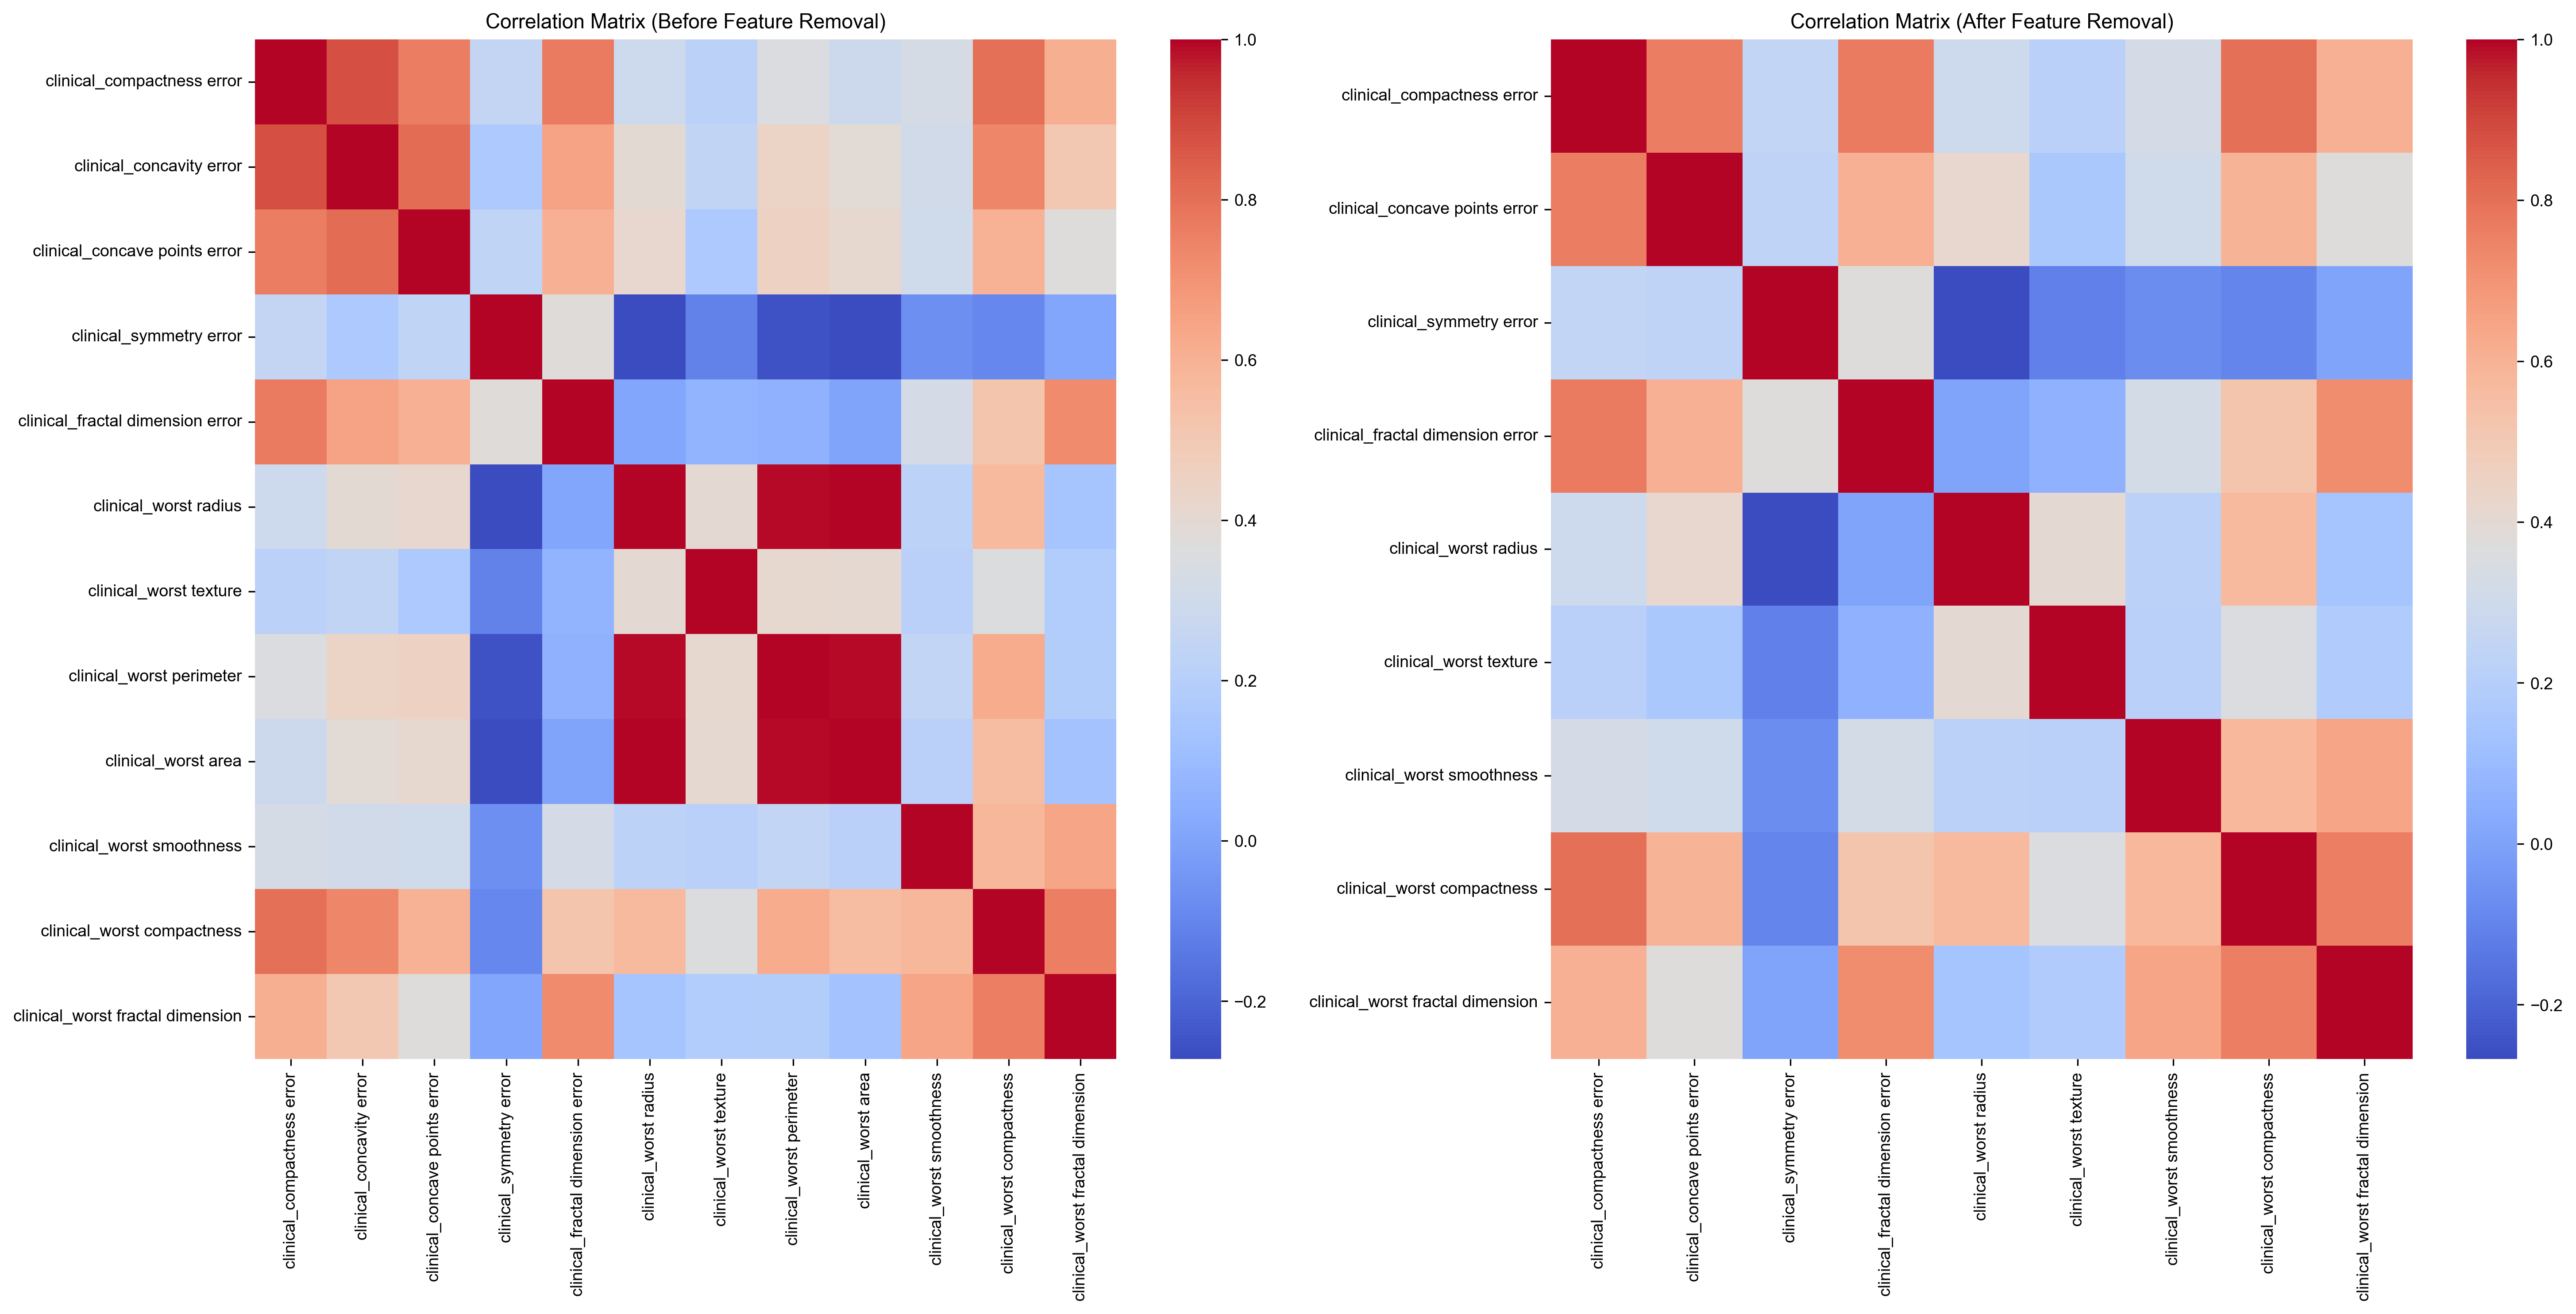 Correlation Matrix (Before Feature Removal)
clinical_compactness error
clinical_concavity error
clinical_concave points error
clinical_symmetry error
clinical_fractal dimension error
clinical_worst radius
clinical_worst texture
clinical_worst perimeter
clinical_worst area
clinical_worst smoothness
clinical_worst compactness
clinical_worst fractal dimension
clinical_compactness error
clinical_concavity error
clinical_concave points error
clinical_symmetry error
clinical_fractal dimension error
clinical_worst radius
clinical_worst texture
clinical_worst perimeter
clinical_worst area
clinical_worst smoothness
clinical_worst compactness
clinical_worst fractal dimension
1.0
0.8
0.6
0.4
0.2
0.0
−0.2
Correlation Matrix (After Feature Removal)
clinical_compactness error
clinical_concave points error
clinical_symmetry error
clinical_fractal dimension error
clinical_worst radius
clinical_worst texture
clinical_worst smoothness
clinical_worst compactness
clinical_worst fractal dimension
clinical_compactness error
clinical_concave points error
clinical_symmetry error
clinical_fractal dimension error
clinical_worst radius
clinical_worst texture
clinical_worst smoothness
clinical_worst compactness
clinical_worst fractal dimension
1.0
0.8
0.6
0.4
0.2
0.0
−0.2